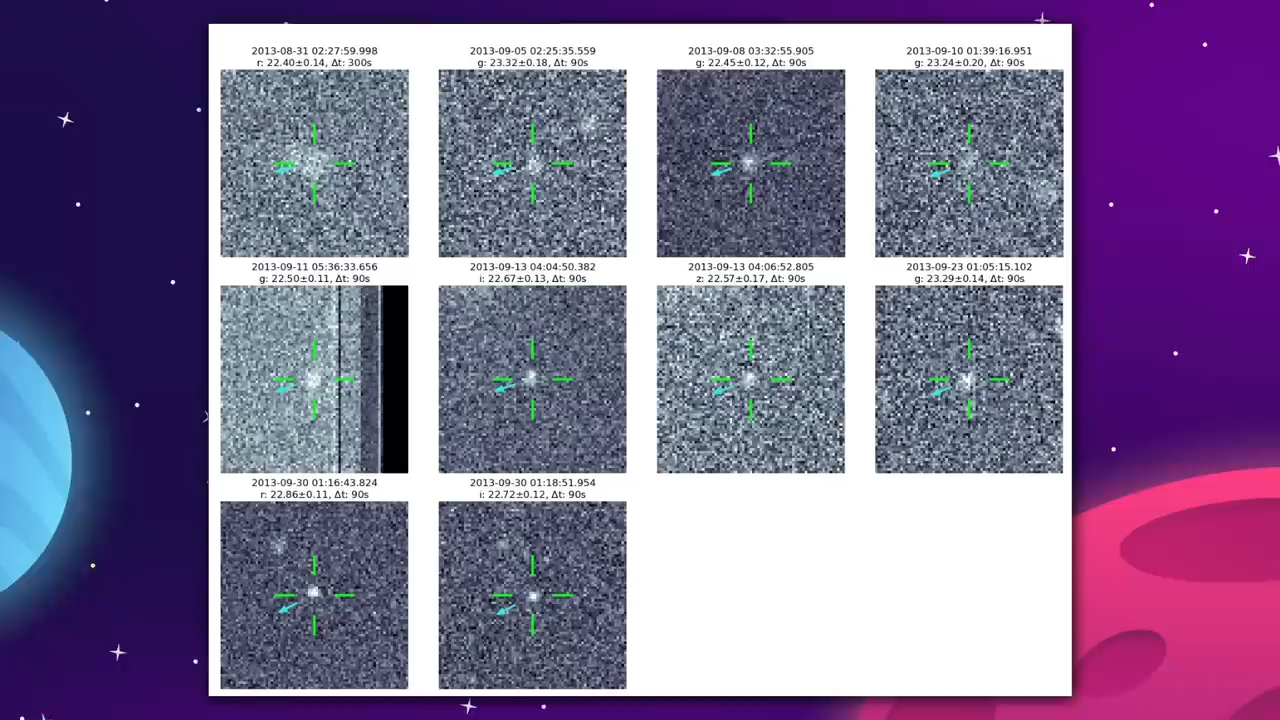 2013-08-31 02:27:59.998
r: 22.40±0.14, Δt: 300s
2013-09-05 02:25:35.559
g: 23.32±0.18, Δt: 90s
2013-09-08 03:32:55.905
g: 22.45±0.12, Δt: 90s
2013-09-10 01:39:16.951
g: 23.24±0.20, Δt: 90s
2013-09-11 05:36:33.656
g: 22.50±0.11, Δt: 90s
2013-09-13 04:04:50.382
i: 22.67±0.13, Δt: 90s
2013-09-13 04:06:52.805
z: 22.57±0.17, Δt: 90s
2013-09-23 01:05:15.102
g: 23.29±0.14, Δt: 90s
2013-09-30 01:16:43.824
r: 22.86±0.11, Δt: 90s
2013-09-30 01:18:51.954
i: 22.72±0.12, Δt: 90s